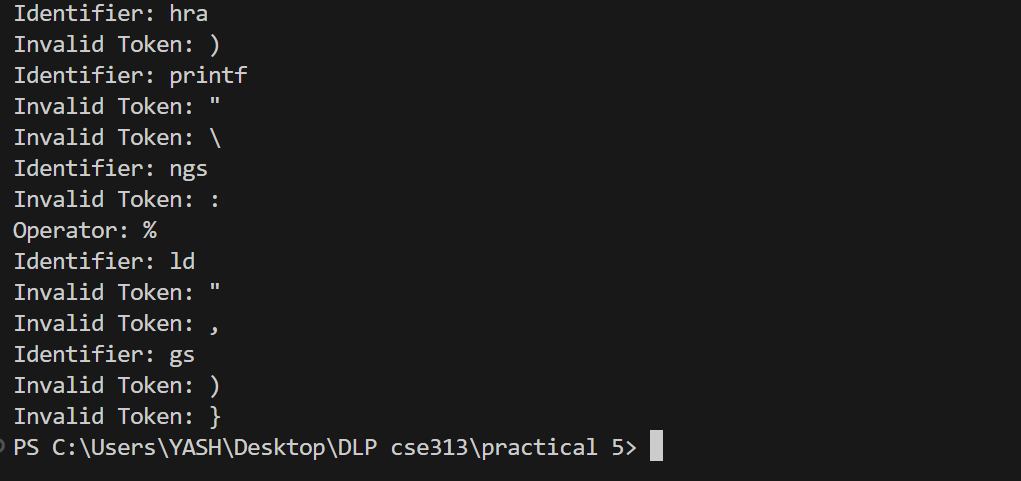 Identifier: hra
Invalid Token: )
Identifier: printf
Invalid Token: "
Invalid Token: \
Identifier: ngs
Invalid Token: :
Operator: %
Identifier: ld
Invalid Token: "
Invalid Token: ,
Identifier: gs
Invalid Token: )
Invalid Token: }
PS C:\Users\YASH\Desktop\DLP cse313\practical 5>